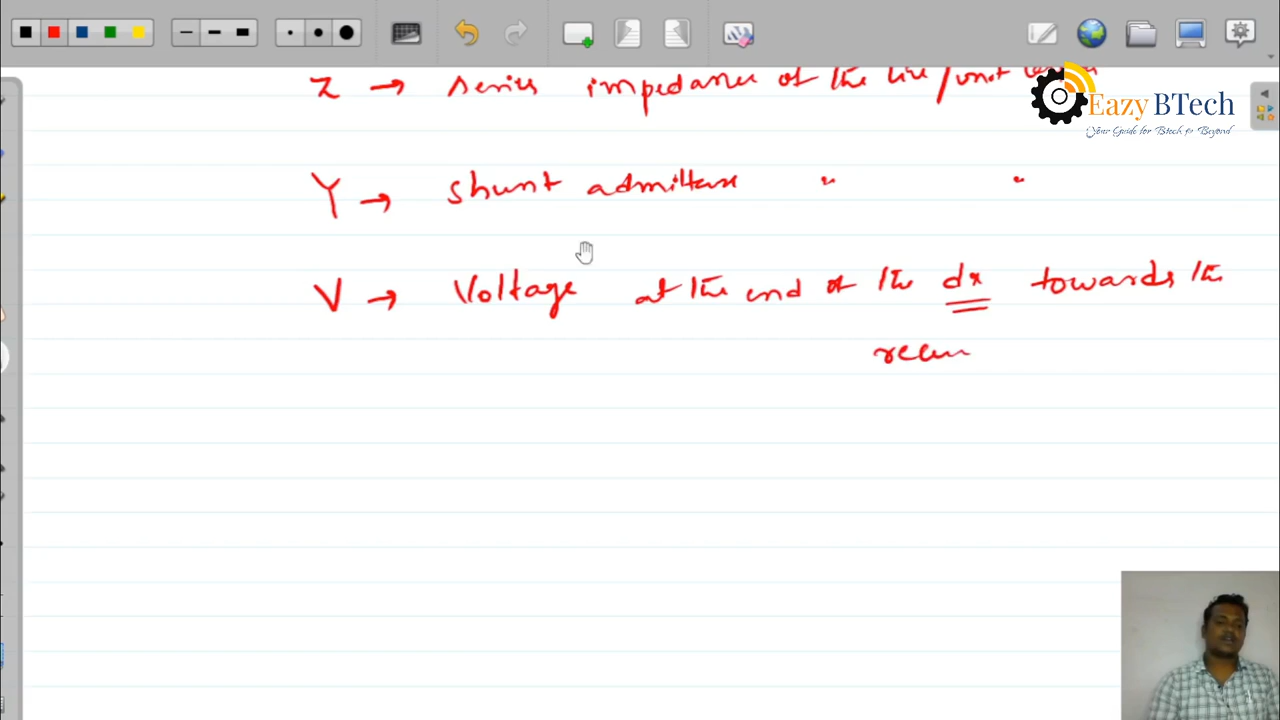 z → series impedance of the line/unit
Eazy BTech
Your Guide for Btech & Beyond
Y → shunt admittance " "
V → Voltage at the end of the dx towards the